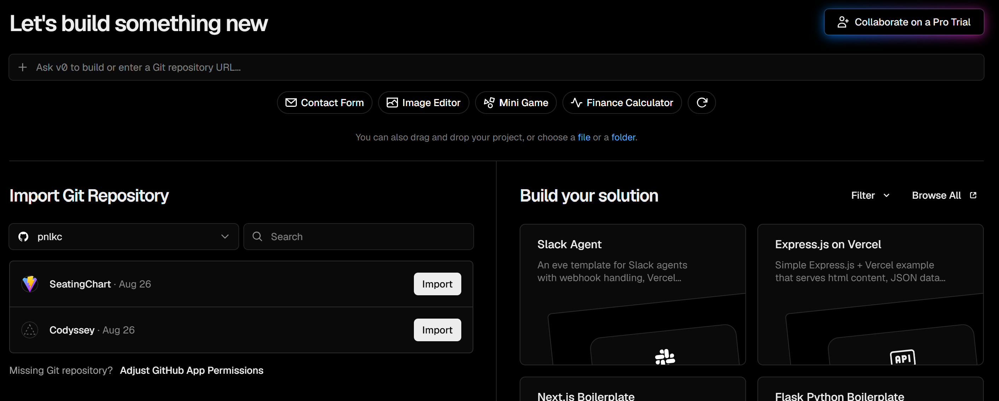 Let's build something new
Collaborate on a Pro Trial
Ask v0 to build or enter a Git repository URL...
Contact Form
Image Editor
Mini Game
Finance Calculator
You can also drag and drop your project, or choose a file or a folder.
Import Git Repository
pnlkc
Search
SeatingChart · Aug 26
Import
Codyssey · Aug 26
Import
Missing Git repository? Adjust GitHub App Permissions
Build your solution
Filter
Browse All
Slack Agent
An eve template for Slack agents
with webhook handling, Vercel...
Express.js on Vercel
Simple Express.js + Vercel example
that serves html content, JSON data...
API
Next.js Boilerplate
Flask Python Boilerplate